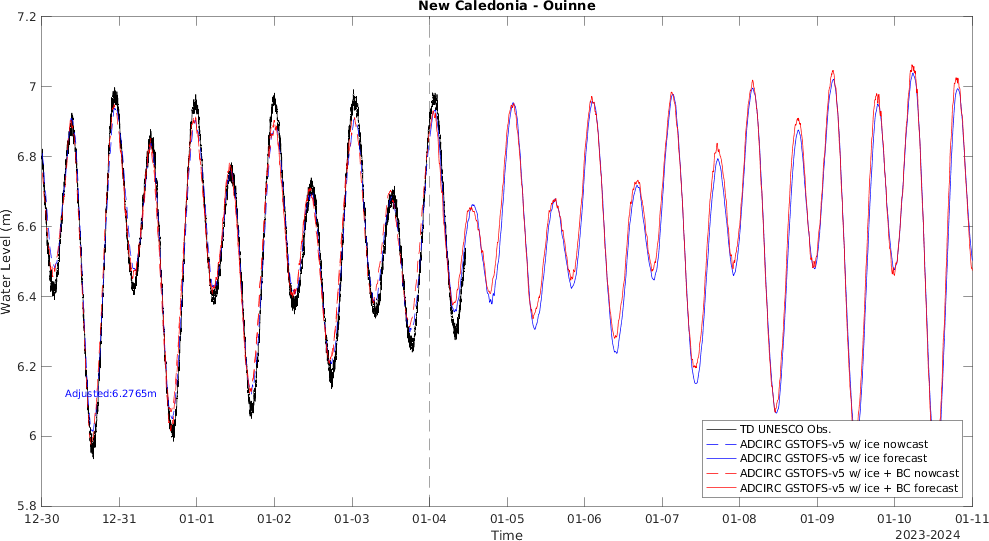 New Caledonia - Ouinne
7.2
7
6.8
6.6
6.4
6.2
6
5.8
Water Level (m)
Adjusted:6.2765m
TD UNESCO Obs.
ADCIRC GSTOFS-v5 w/ ice nowcast
ADCIRC GSTOFS-v5 w/ ice forecast
ADCIRC GSTOFS-v5 w/ ice + BC nowcast
ADCIRC GSTOFS-v5 w/ ice + BC forecast
12-30 12-31 01-01 01-02 01-03 01-04 01-05 01-06 01-07 01-08 01-09 01-10 01-11
Time
2023-2024